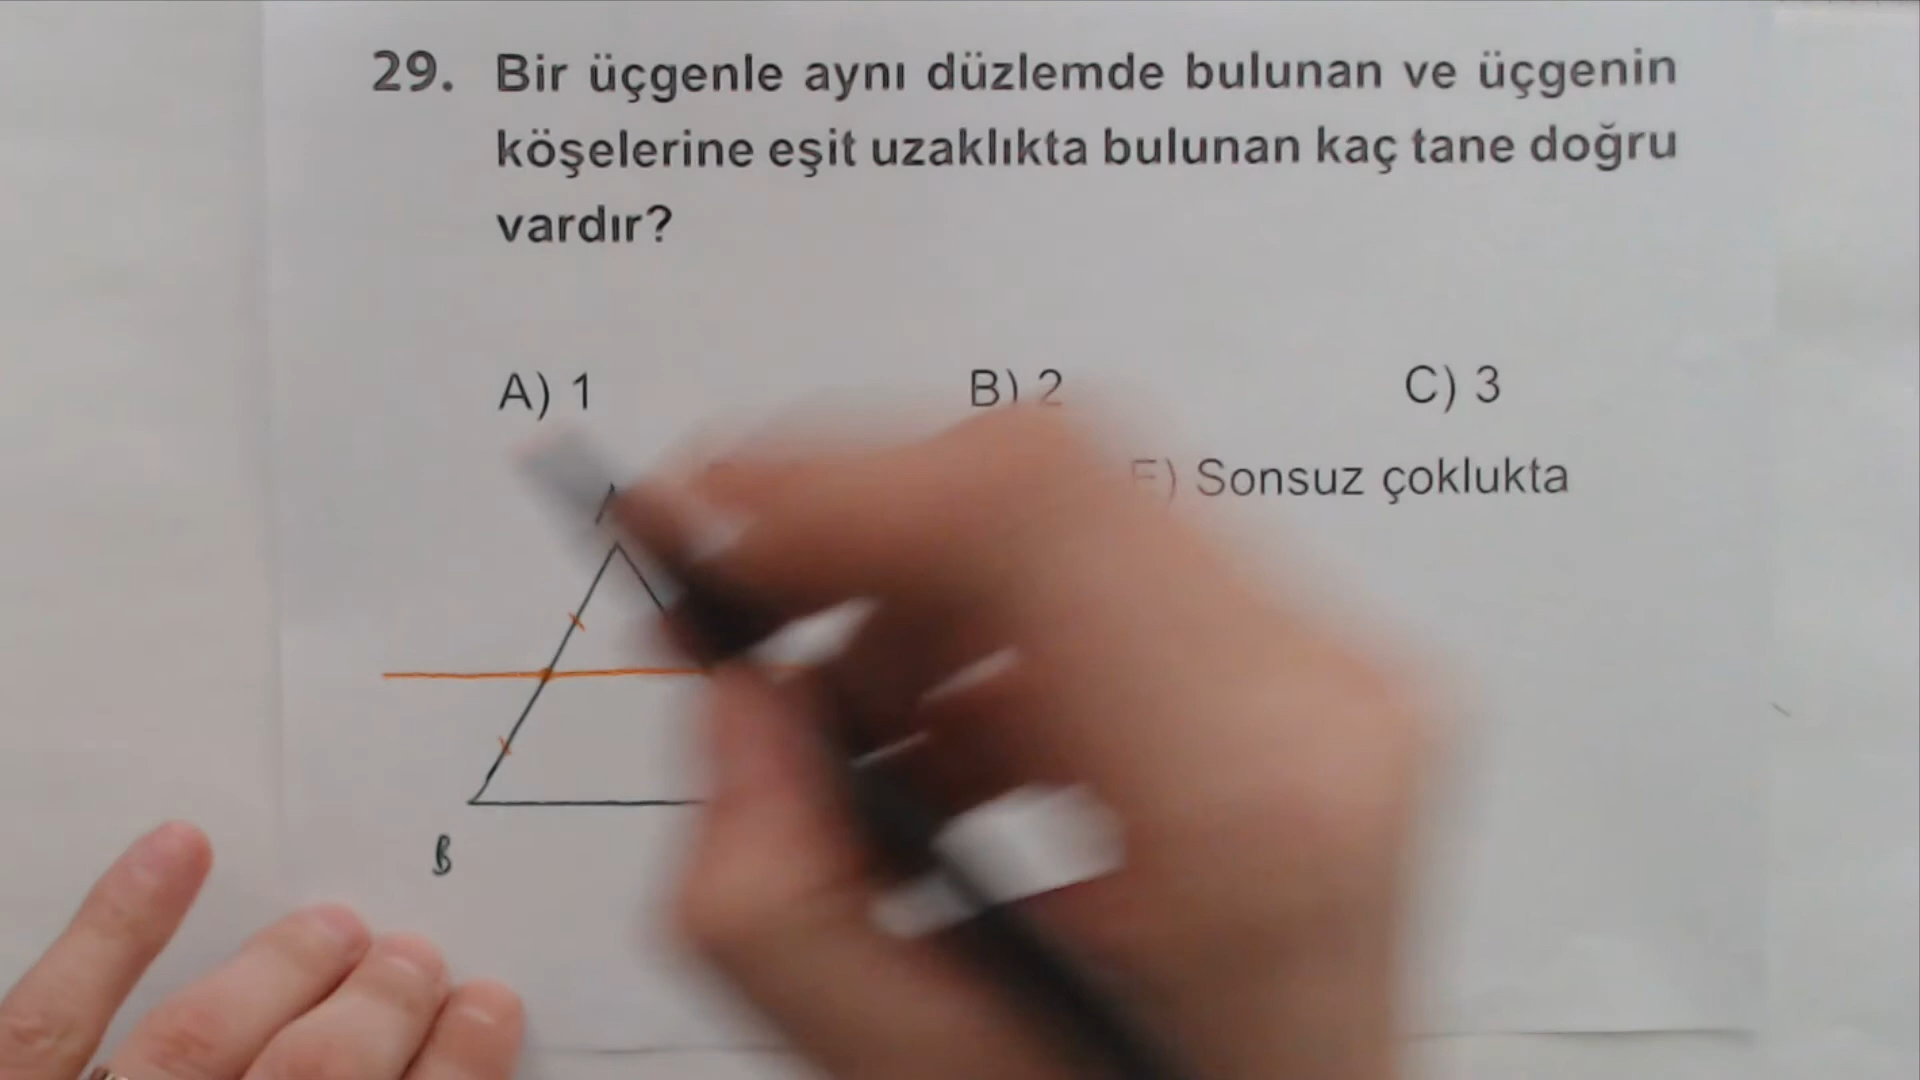 29. Bir üçgenle aynı düzlemde bulunan ve üçgenin
köşelerine eşit uzaklıkta bulunan kaç tane doğru
vardır?
A) 1 B) 2 C) 3
E) Sonsuz çoklukta
B